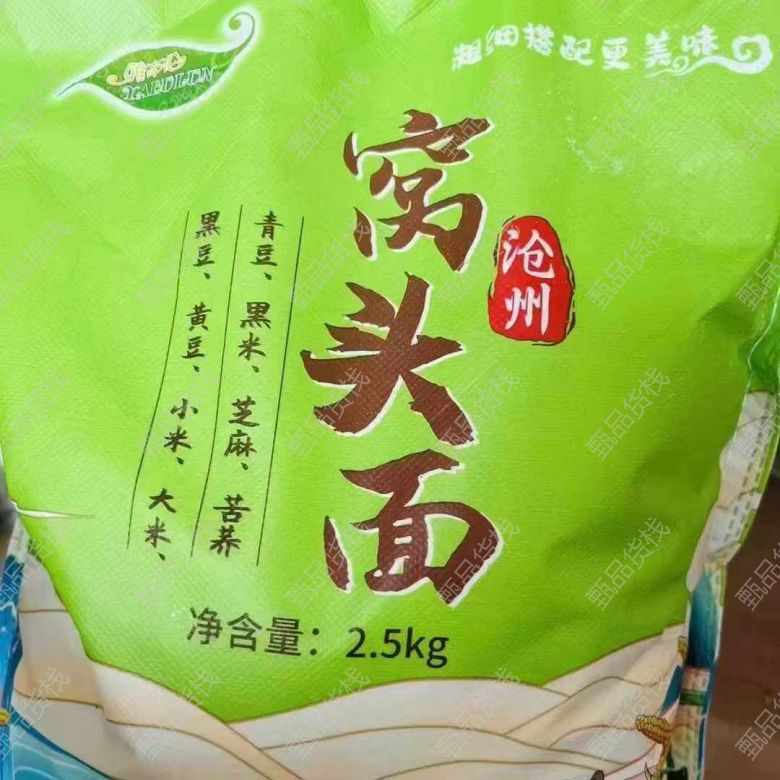 YABULUN
粗细搭配更美味
窝头面
沧州
青豆、黑米、芝麻、苦荞
黑豆、黄豆、小米、大米、
净含量：2.5kg
甄品货栈